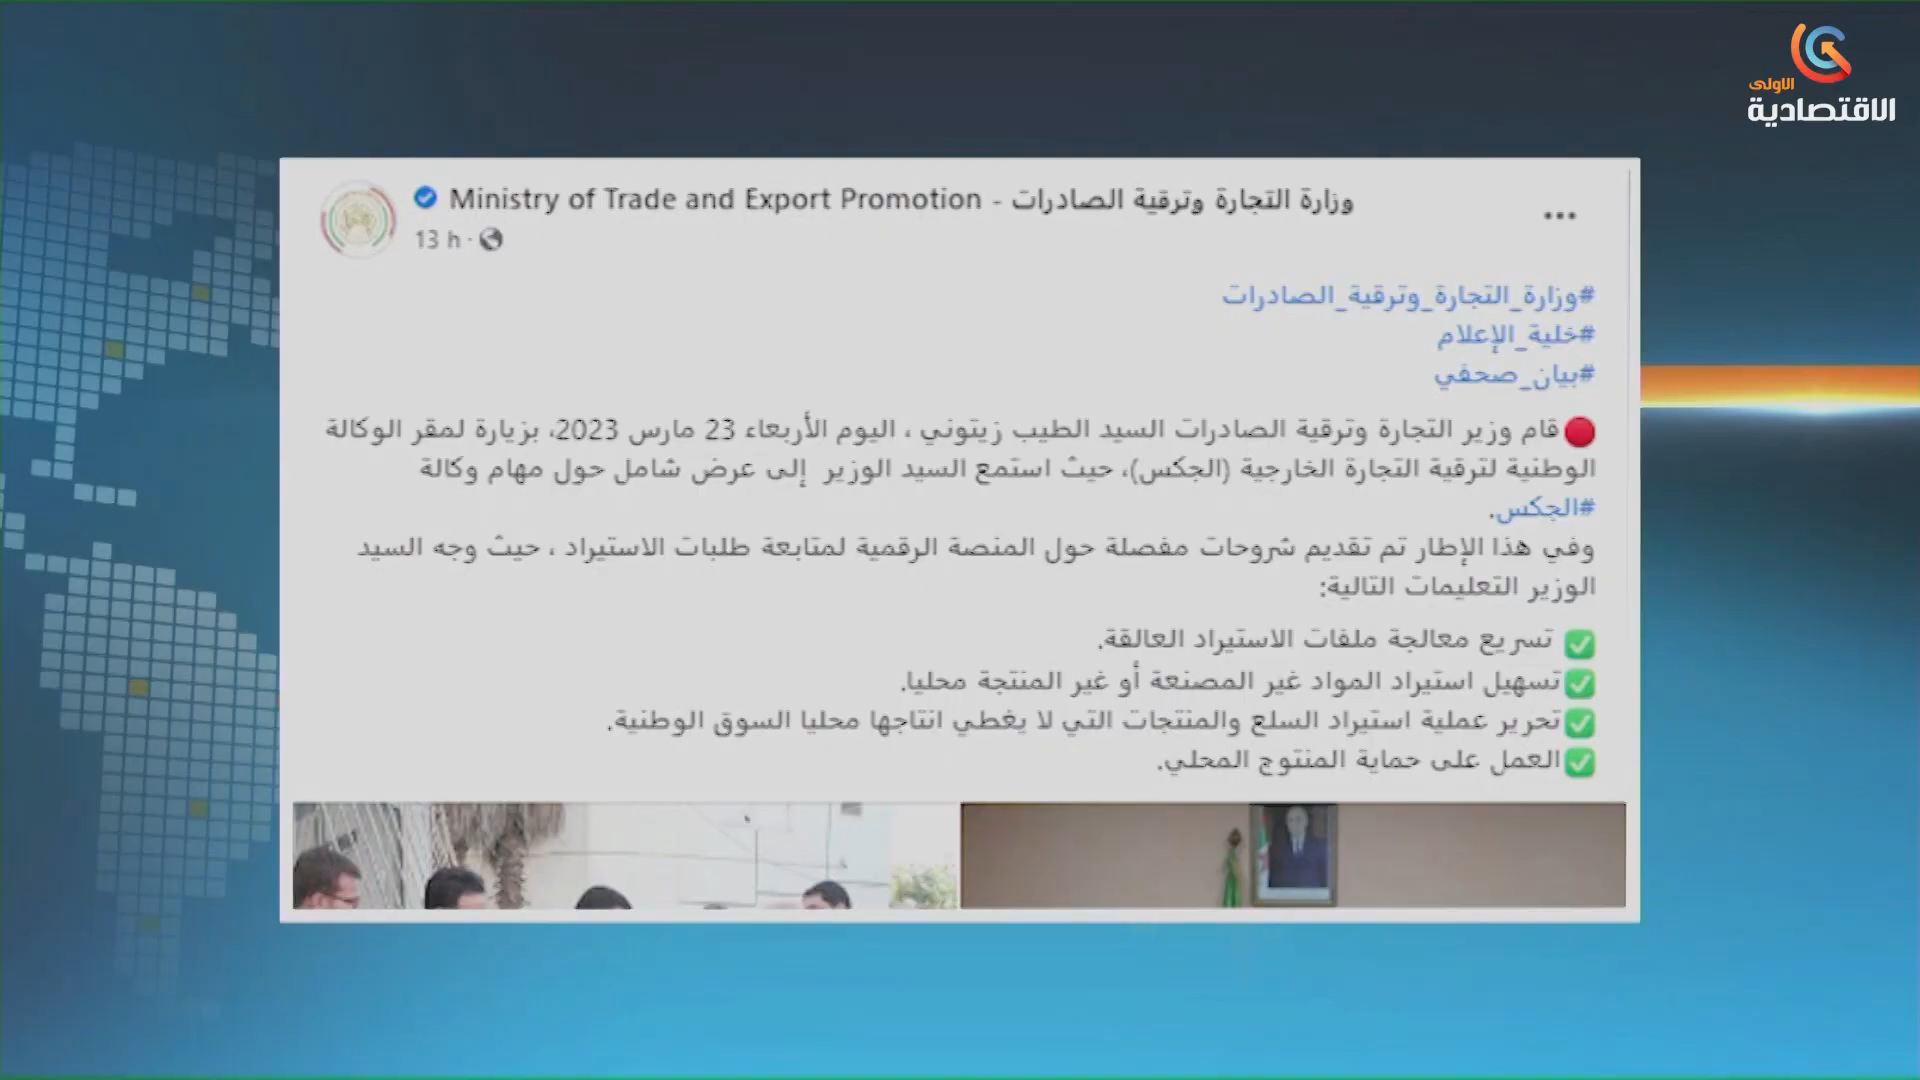 الاولى
الاقتصادية
Ministry of Trade and Export Promotion - وزارة التجارة وترقية الصادرات
13 h ·
#وزارة_التجارة_وترقية_الصادرات
#خلية_الإعلام
#بيان_صحفي
قام وزير التجارة وترقية الصادرات السيد الطيب زيتوني ، اليوم الأربعاء 23 مارس 2023، بزيارة لمقر الوكالة
الوطنية لترقية التجارة الخارجية (الجكس)، حيث استمع السيد الوزير إلى عرض شامل حول مهام وكالة
#الجكس.
وفي هذا الإطار تم تقديم شروحات مفصلة حول المنصة الرقمية لمتابعة طلبات الاستيراد ، حيث وجه السيد
الوزير التعليمات التالية:
تسريع معالجة ملفات الاستيراد العالقة.
تسهيل استيراد المواد غير المصنعة أو غير المنتجة محليا.
تحرير عملية استيراد السلع والمنتجات التي لا يغطي انتاجها محليا السوق الوطنية.
العمل على حماية المنتوج المحلي.